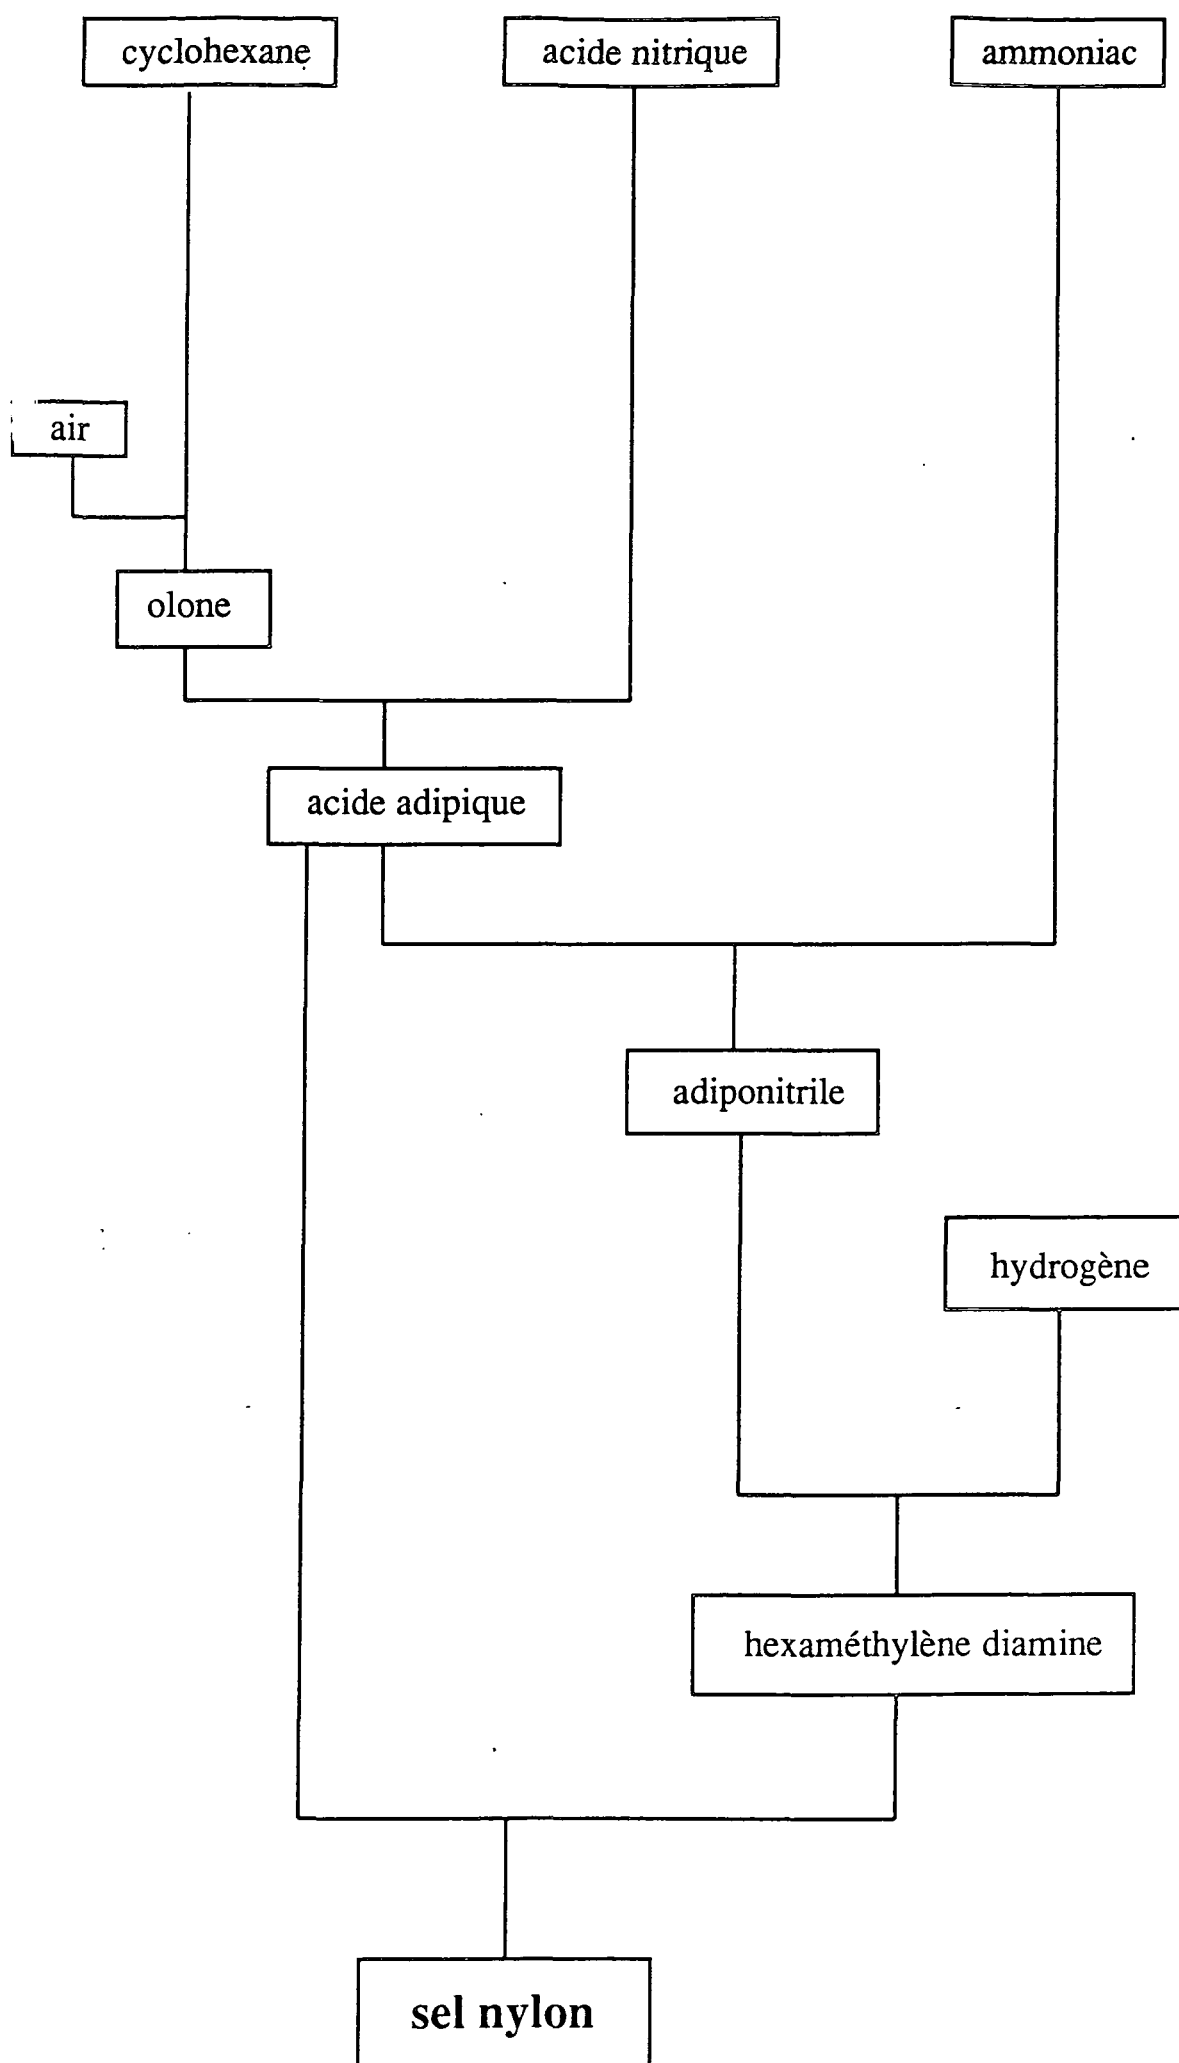 cyclohexane
acide nitrique
ammoniac
air
olone
acide adipique
adiponitrile
hydrogène
hexaméthylène diamine
sel nylon